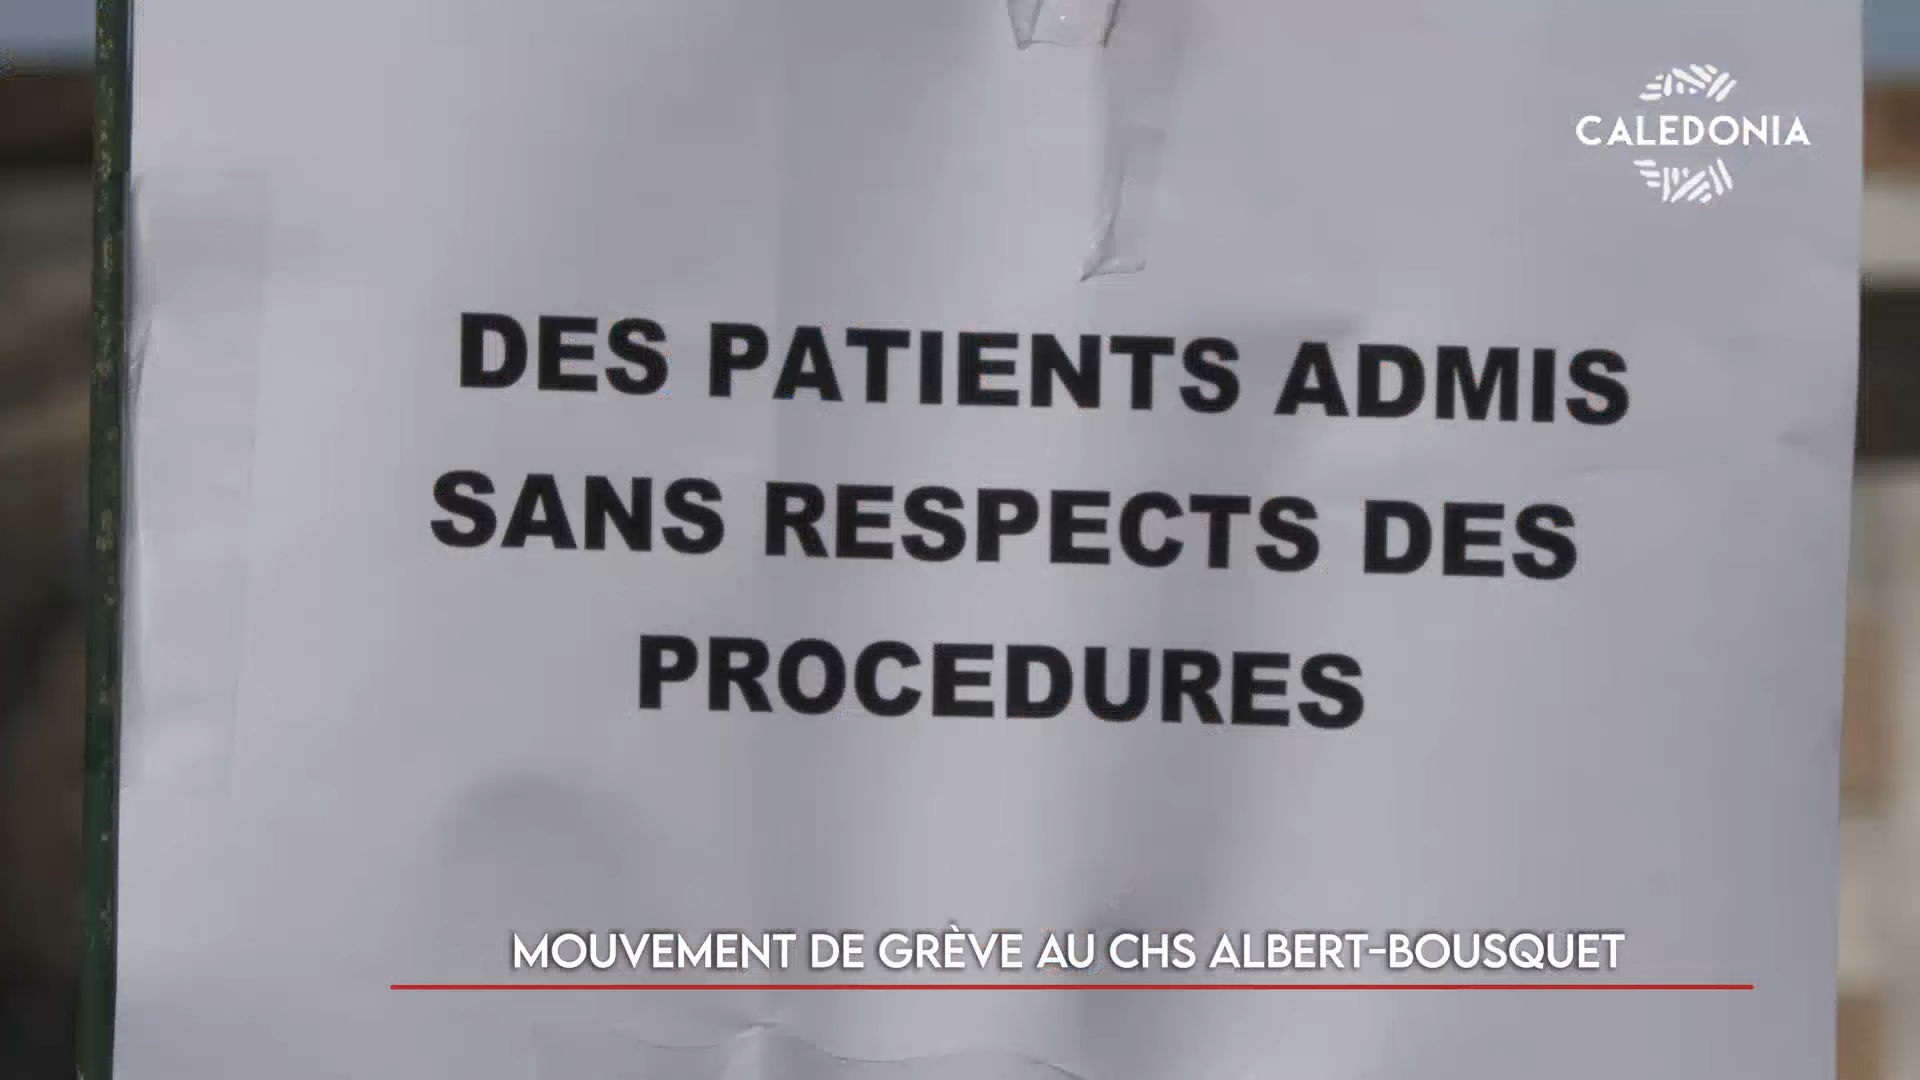 CALEDONIA
DES PATIENTS ADMIS
SANS RESPECTS DES
PROCEDURES
MOUVEMENT DE GRÈVE AU CHS ALBERT-BOUSQUET